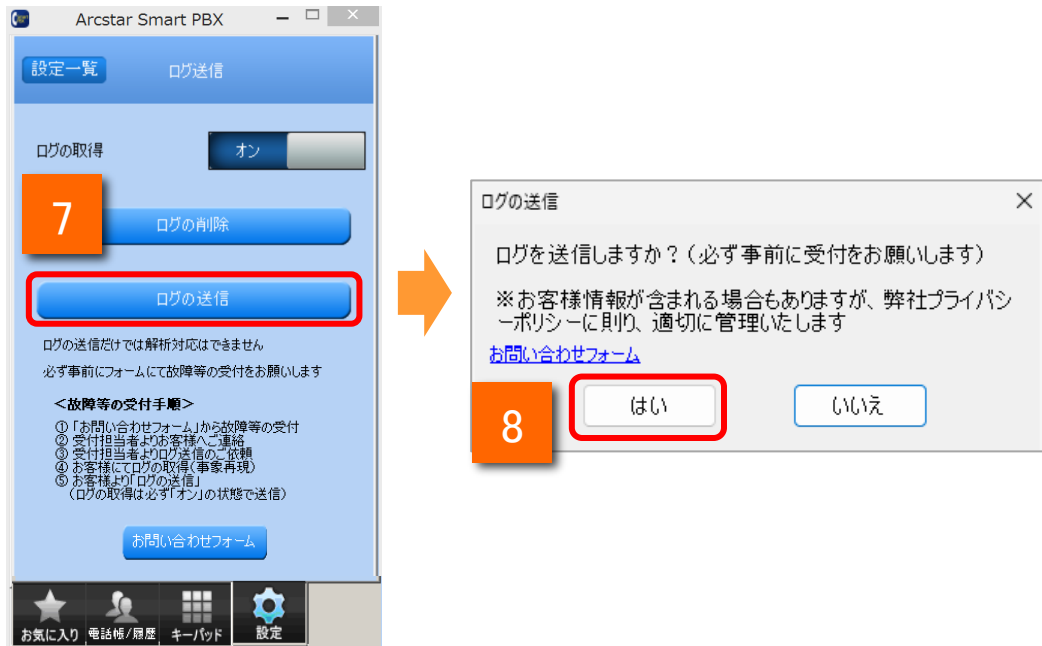 Arcstar Smart PBX
設定一覧
ログ送信
ログの取得
オン
7
ログの削除
ログの送信
ログの送信だけでは解析対応はできません
必ず事前にフォームにて故障等の受付をお願いします
＜故障等の受付手順＞
①「お問い合わせフォーム」から故障等の受付
② 受付担当者よりお客様へご連絡
③ 受付担当者よりログ送信のご依頼
④ お客様にてログの取得(事象再現)
⑤ お客様より「ログの送信」
（ログの取得は必ず「オン」の状態で送信）
お問い合わせフォーム
お気に入り
電話帳/履歴
キーパッド
設定
ログの送信
ログを送信しますか？（必ず事前に受付をお願いします）
※お客様情報が含まれる場合もありますが、弊社プライバシ
ーポリシーに則り、適切に管理いたします
お問い合わせフォーム
8
はい
いいえ